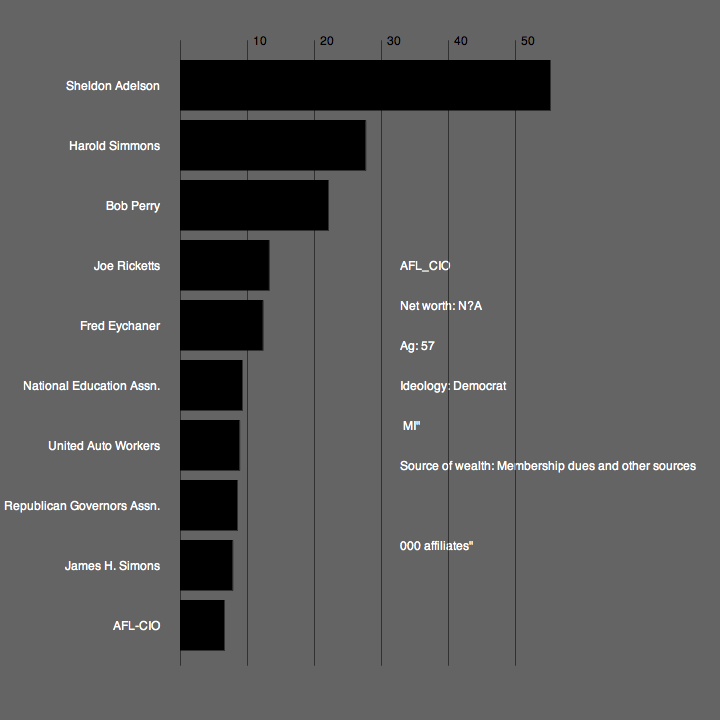 10 20 30 40 50
Sheldon Adelson
Harold Simmons
Bob Perry
Joe Ricketts
AFL_CIO
Net worth: N?A
Fred Eychaner
Ag: 57
National Education Assn.
Ideology: Democrat
MI"
United Auto Workers
Source of wealth: Membership dues and other sources
Republican Governors Assn.
000 affiliates"
James H. Simons
AFL-CIO